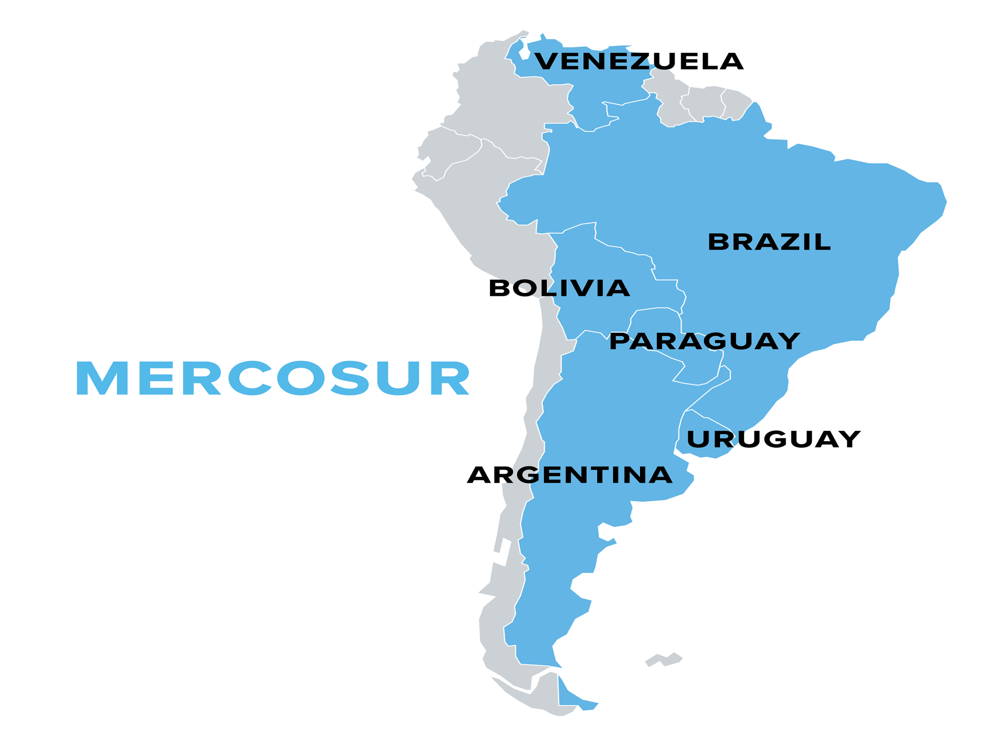 VENEZUELA
BRAZIL
BOLIVIA
PARAGUAY
MERCOSUR
URUGUAY
ARGENTINA